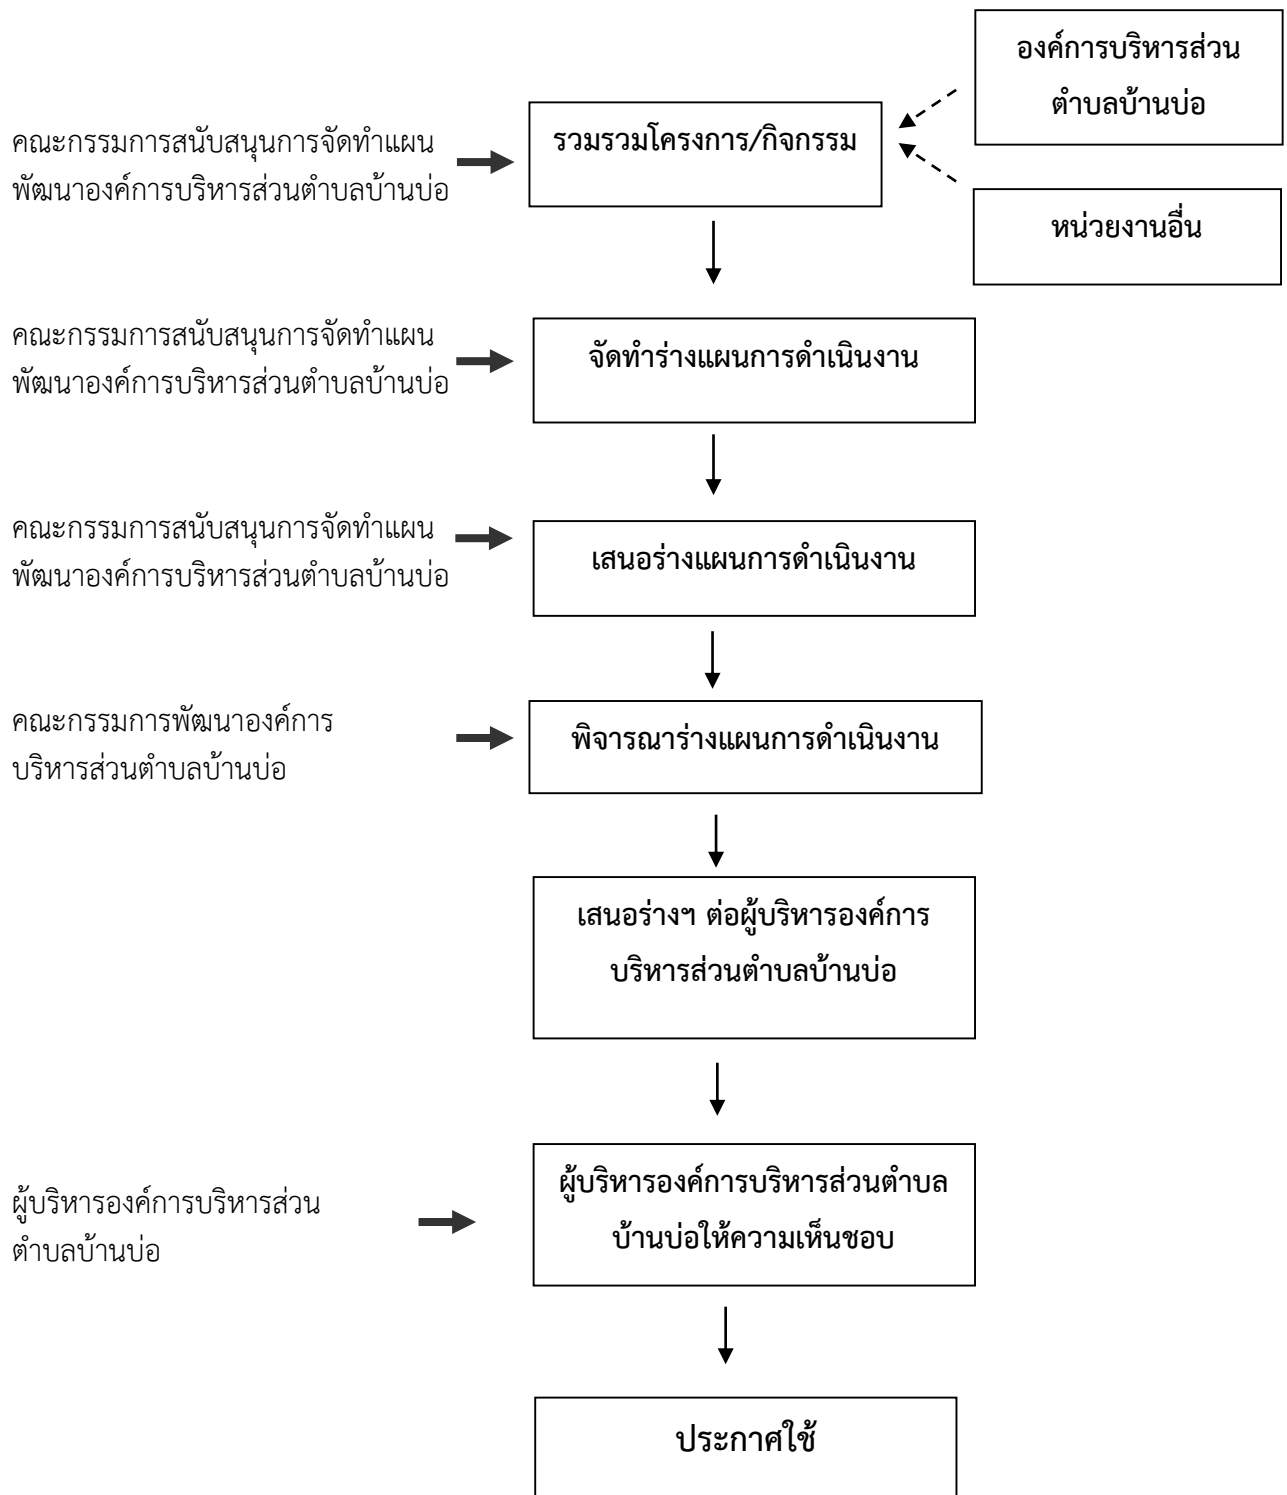 องค์การบริหารส่วน
ตำบลบ้านบ่อ
คณะกรรมการสนับสนุนการจัดทำแผน
พัฒนาองค์การบริหารส่วนตำบลบ้านบ่อ
รวมรวมโครงการ/กิจกรรม
หน่วยงานอื่น
คณะกรรมการสนับสนุนการจัดทำแผน
พัฒนาองค์การบริหารส่วนตำบลบ้านบ่อ
จัดทำร่างแผนการดำเนินงาน
คณะกรรมการสนับสนุนการจัดทำแผน
พัฒนาองค์การบริหารส่วนตำบลบ้านบ่อ
เสนอร่างแผนการดำเนินงาน
คณะกรรมการพัฒนาองค์การ
บริหารส่วนตำบลบ้านบ่อ
พิจารณาร่างแผนการดำเนินงาน
เสนอร่างฯ ต่อผู้บริหารองค์การ
บริหารส่วนตำบลบ้านบ่อ
ผู้บริหารองค์การบริหารส่วน
ตำบลบ้านบ่อ
ผู้บริหารองค์การบริหารส่วนตำบล
บ้านบ่อให้ความเห็นชอบ
ประกาศใช้